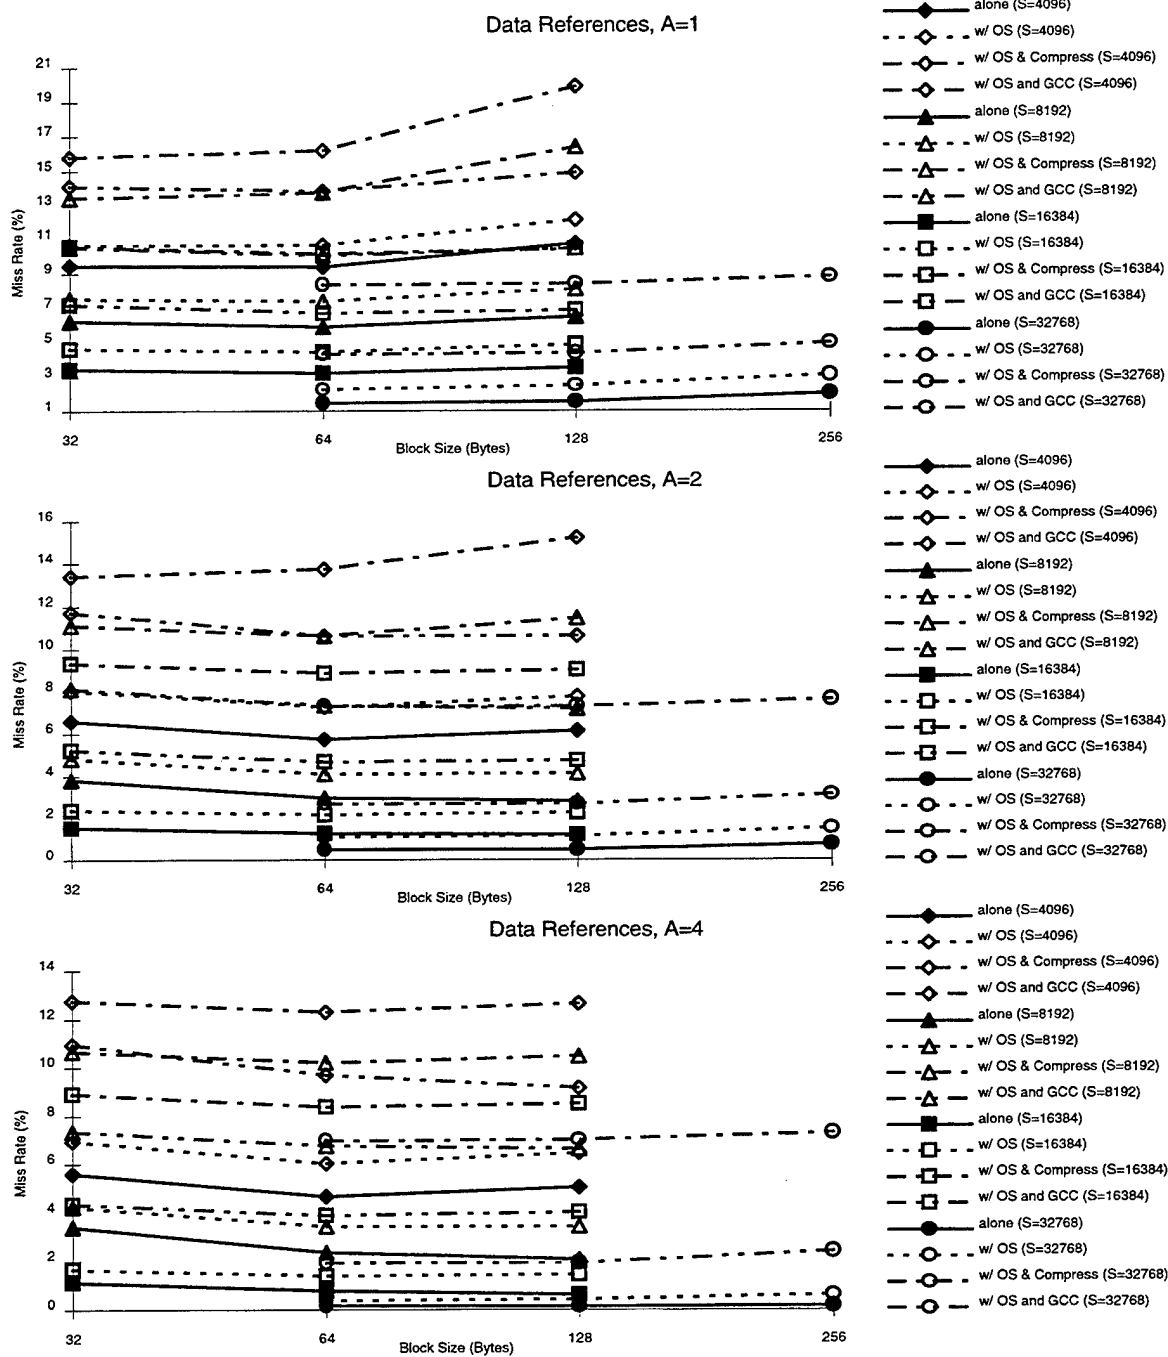 Data References, A=1
21
19
17
15
13
11
9
7
5
3
1
Miss Rate (%)
32
64
128
256
Block Size (Bytes)
alone (S=4096)
w/ OS (S=4096)
w/ OS & Compress (S=4096)
w/ OS and GCC (S=4096)
alone (S=8192)
w/ OS (S=8192)
w/ OS & Compress (S=8192)
w/ OS and GCC (S=8192)
alone (S=16384)
w/ OS (S=16384)
w/ OS & Compress (S=16384)
w/ OS and GCC (S=16384)
alone (S=32768)
w/ OS (S=32768)
w/ OS & Compress (S=32768)
w/ OS and GCC (S=32768)
Data References, A=2
16
14
12
10
8
6
4
2
0
Miss Rate (%)
32
64
128
256
Block Size (Bytes)
alone (S=4096)
w/ OS (S=4096)
w/ OS & Compress (S=4096)
w/ OS and GCC (S=4096)
alone (S=8192)
w/ OS (S=8192)
w/ OS & Compress (S=8192)
w/ OS and GCC (S=8192)
alone (S=16384)
w/ OS (S=16384)
w/ OS & Compress (S=16384)
w/ OS and GCC (S=16384)
alone (S=32768)
w/ OS (S=32768)
w/ OS & Compress (S=32768)
w/ OS and GCC (S=32768)
Data References, A=4
14
12
10
8
6
4
2
0
Miss Rate (%)
32
64
128
256
Block Size (Bytes)
alone (S=4096)
w/ OS (S=4096)
w/ OS & Compress (S=4096)
w/ OS and GCC (S=4096)
alone (S=8192)
w/ OS (S=8192)
w/ OS & Compress (S=8192)
w/ OS and GCC (S=8192)
alone (S=16384)
w/ OS (S=16384)
w/ OS & Compress (S=16384)
w/ OS and GCC (S=16384)
alone (S=32768)
w/ OS (S=32768)
w/ OS & Compress (S=32768)
w/ OS and GCC (S=32768)